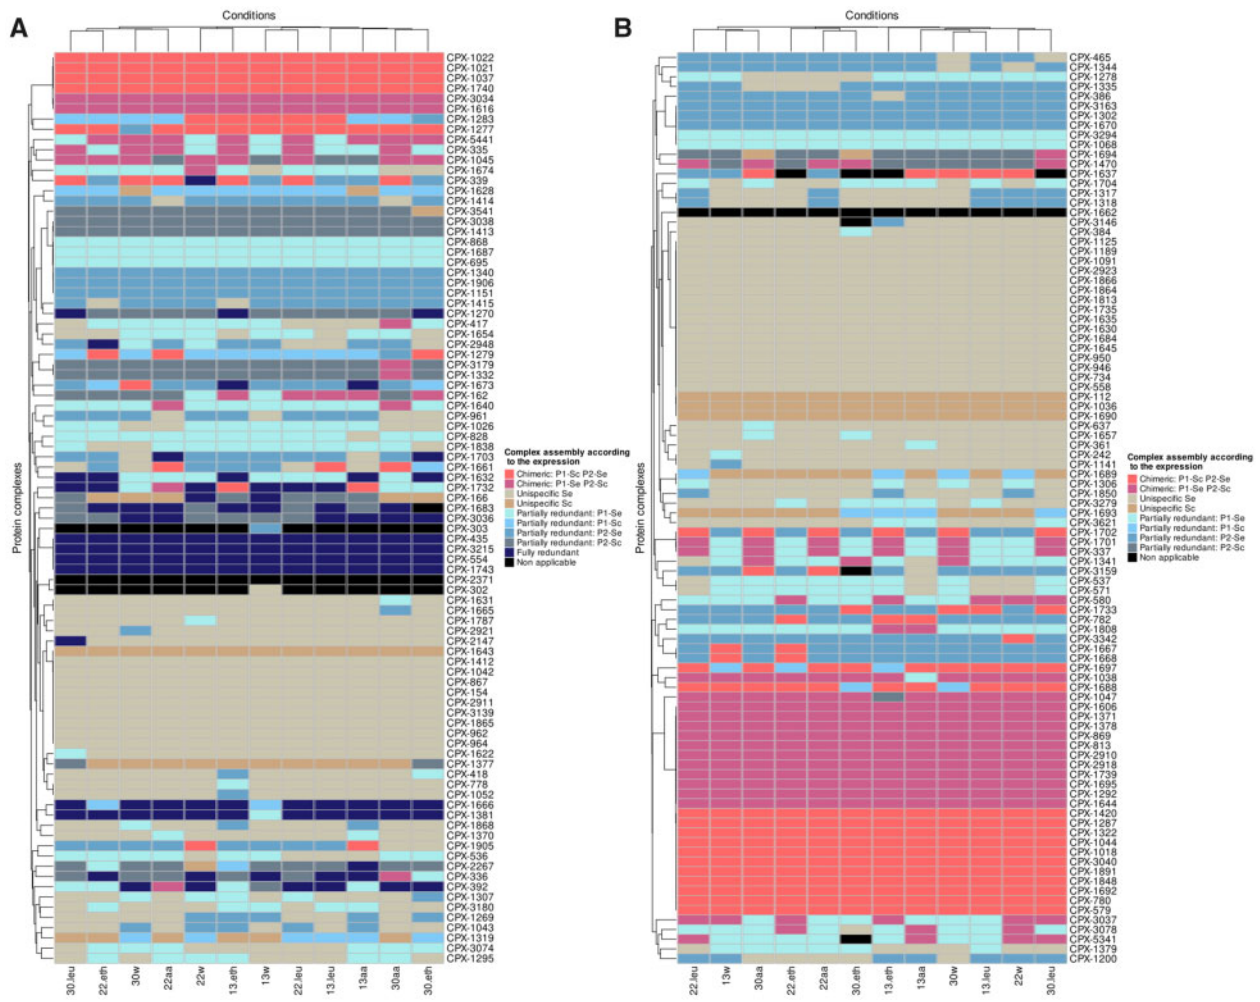 A
Conditions
CPX-1022
CPX-1021
CPX-1037
CPX-1740
CPX-3034
CPX-1616
CPX-1283
CPX-1277
CPX-5441
CPX-335
CPX-1045
CPX-1674
CPX-339
CPX-1628
CPX-1414
CPX-3541
CPX-3038
CPX-1413
CPX-868
CPX-1687
CPX-695
CPX-1340
CPX-1906
CPX-1151
CPX-1415
CPX-1270
CPX-417
CPX-1654
CPX-2948
CPX-1279
CPX-3179
CPX-1332
CPX-1673
CPX-162
CPX-1640
CPX-961
CPX-1026
CPX-828
CPX-1838
CPX-1703
CPX-1661
CPX-1632
CPX-1732
CPX-166
CPX-1683
CPX-3036
CPX-303
CPX-435
CPX-3215
CPX-554
CPX-1743
CPX-2371
CPX-302
CPX-1631
CPX-1665
CPX-1787
CPX-2921
CPX-2147
CPX-1643
CPX-1412
CPX-1042
CPX-867
CPX-154
CPX-2911
CPX-3139
CPX-1865
CPX-962
CPX-964
CPX-1622
CPX-1377
CPX-418
CPX-778
CPX-1052
CPX-1666
CPX-1381
CPX-1868
CPX-1370
CPX-1905
CPX-536
CPX-2267
CPX-336
CPX-392
CPX-1307
CPX-3180
CPX-1269
CPX-1043
CPX-1319
CPX-3074
CPX-1295
Protein complexes
30.leu
22.eth
30w
22aa
22w
13.eth
13w
22.leu
13.leu
13aa
30aa
30.eth
Complex assembly according
to the expression
Chimeric: P1-Sc P2-Se
Chimeric: P1-Se P2-Sc
Unispecific Se
Unispecific Sc
Partially redundant: P1-Se
Partially redundant: P1-Sc
Partially redundant: P2-Se
Partially redundant: P2-Sc
Fully redundant
Non applicable
B
Conditions
CPX-465
CPX-1344
CPX-1278
CPX-1335
CPX-386
CPX-3163
CPX-1302
CPX-1670
CPX-3294
CPX-1068
CPX-1694
CPX-1470
CPX-1637
CPX-1704
CPX-1317
CPX-1318
CPX-1662
CPX-3146
CPX-384
CPX-1125
CPX-1189
CPX-1091
CPX-2923
CPX-1866
CPX-1864
CPX-1813
CPX-1735
CPX-1635
CPX-1630
CPX-1684
CPX-1645
CPX-950
CPX-946
CPX-734
CPX-558
CPX-112
CPX-1036
CPX-1690
CPX-637
CPX-1657
CPX-361
CPX-242
CPX-1141
CPX-1689
CPX-1306
CPX-1850
CPX-3279
CPX-1693
CPX-3621
CPX-1702
CPX-1701
CPX-337
CPX-1341
CPX-3159
CPX-537
CPX-571
CPX-580
CPX-1733
CPX-782
CPX-1808
CPX-3342
CPX-1667
CPX-1668
CPX-1697
CPX-1038
CPX-1688
CPX-1047
CPX-1606
CPX-1371
CPX-1378
CPX-869
CPX-813
CPX-2910
CPX-2918
CPX-1739
CPX-1695
CPX-1292
CPX-1644
CPX-1420
CPX-1287
CPX-1322
CPX-1044
CPX-1018
CPX-3040
CPX-1891
CPX-1848
CPX-1692
CPX-780
CPX-579
CPX-3037
CPX-3078
CPX-5341
CPX-1379
CPX-1200
Protein complexes
22.leu
13w
30aa
22.eth
22aa
30.eth
13.eth
13aa
30w
13.leu
22w
30.leu
Complex assembly according
to the expression
Chimeric: P1-Sc P2-Se
Chimeric: P1-Se P2-Sc
Unispecific Se
Unispecific Sc
Partially redundant: P1-Se
Partially redundant: P1-Sc
Partially redundant: P2-Se
Partially redundant: P2-Sc
Non applicable